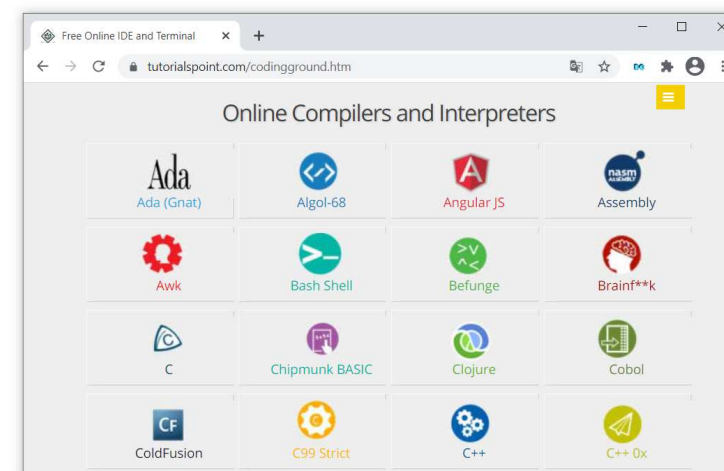 Free Online IDE and Terminal
tutorialspoint.com/codingground.htm
Online Compilers and Interpreters
Ada
nasm
ASSEMBLY
Ada (Gnat) Algol-68 Angular JS Assembly
Awk Bash Shell Befunge Brainf**k
C Chipmunk BASIC Clojure Cobol
CF
ColdFusion C99 Strict C++ C++ 0x